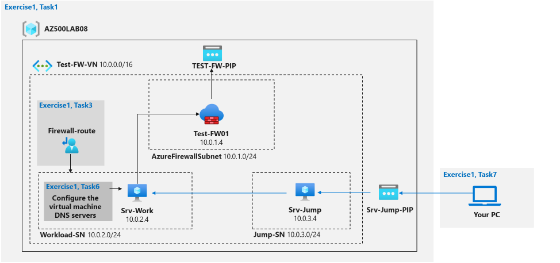 Exercise1, Task1
AZ500LAB08
Test-FW-VN 10.0.0.0/16
TEST-FW-PIP
Exercise1, Task3
Firewall-route
Test-FW01
10.0.1.4
AzureFirewallSubnet 10.0.1.0/24
Exercise1, Task6
Configure the
virtual machine
DNS servers
Srv-Work
10.0.2.4
Workload-SN 10.0.2.0/24
Srv-Jump
10.0.3.4
Jump-SN 10.0.3.0/24
Srv-Jump-PIP
Exercise1, Task7
Your PC